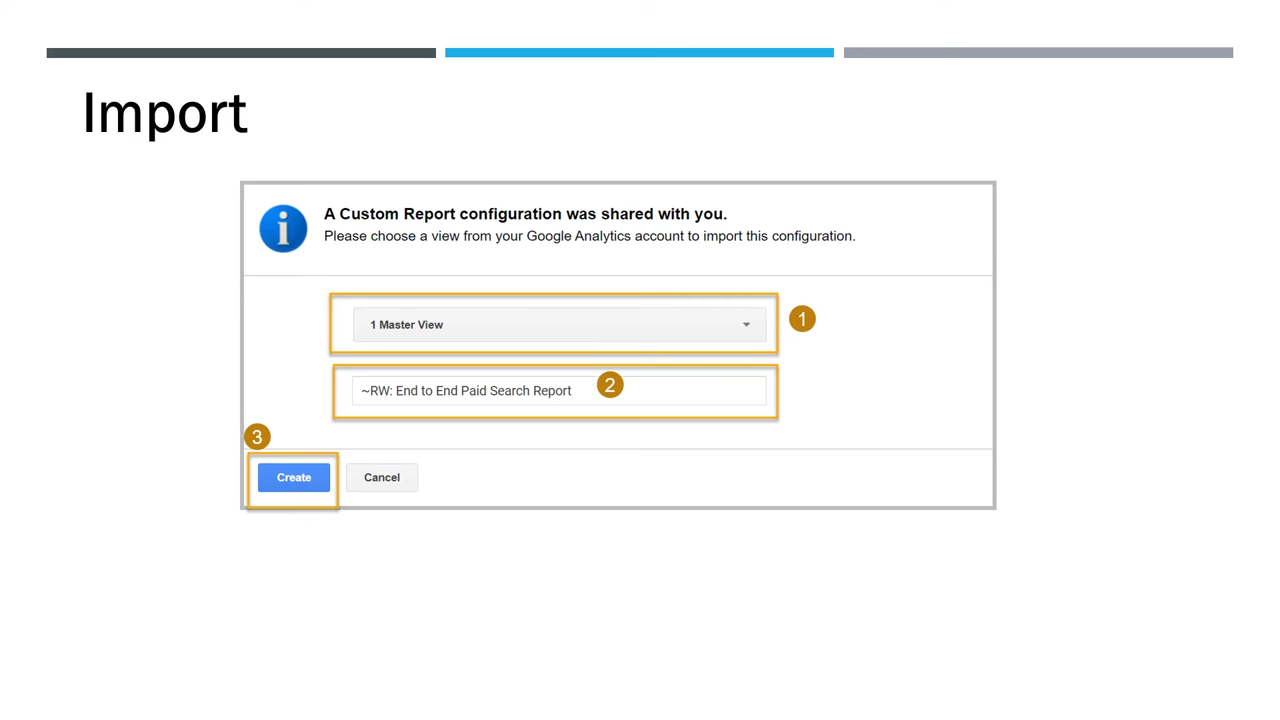 Import
A Custom Report configuration was shared with you.
Please choose a view from your Google Analytics account to import this configuration.
1 Master View
1
~RW: End to End Paid Search Report
2
3
Create
Cancel